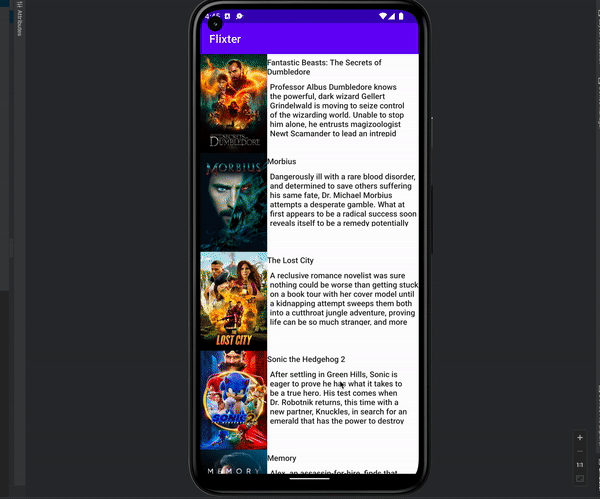 Attributes
4:45
Flixter
Fantastic Beasts: The Secrets of
Dumbledore
Professor Albus Dumbledore knows
the powerful, dark wizard Gellert
Grindelwald is moving to seize control
of the wizarding world. Unable to stop
him alone, he entrusts magizoologist
Newt Scamander to lead an intrepid
SECRETS
DUMBLEDORE
MORBIUS
Morbius
Dangerously ill with a rare blood disorder,
and determined to save others suffering
his same fate, Dr. Michael Morbius
attempts a desperate gamble. What at
first appears to be a radical success soon
reveals itself to be a remedy potentially
The Lost City
A reclusive romance novelist was sure
nothing could be worse than getting stuck
on a book tour with her cover model until
a kidnapping attempt sweeps them both
into a cutthroat jungle adventure, proving
life can be so much stranger, and more
LOST CITY
Sonic the Hedgehog 2
After settling in Green Hills, Sonic is
eager to prove he has what it takes to
be a true hero. His test comes when
Dr. Robotnik returns, this time with a
new partner, Knuckles, in search for an
emerald that has the power to destroy
SONIC 2
Memory
Alex, an assassin-for-hire, finds that
MEMORY
+
−
1:1